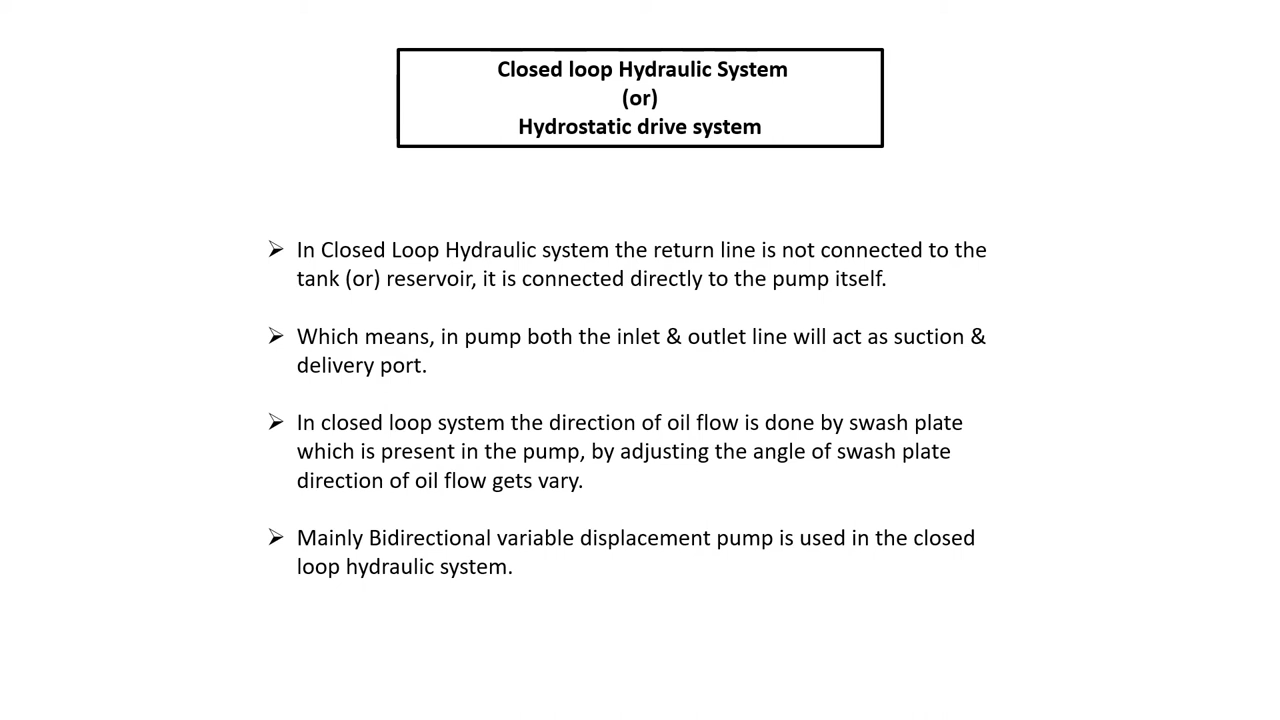 Closed loop Hydraulic System
(or)
Hydrostatic drive system
➢ In Closed Loop Hydraulic system the return line is not connected to the
tank (or) reservoir, it is connected directly to the pump itself.
➢ Which means, in pump both the inlet & outlet line will act as suction &
delivery port.
➢ In closed loop system the direction of oil flow is done by swash plate
which is present in the pump, by adjusting the angle of swash plate
direction of oil flow gets vary.
➢ Mainly Bidirectional variable displacement pump is used in the closed
loop hydraulic system.